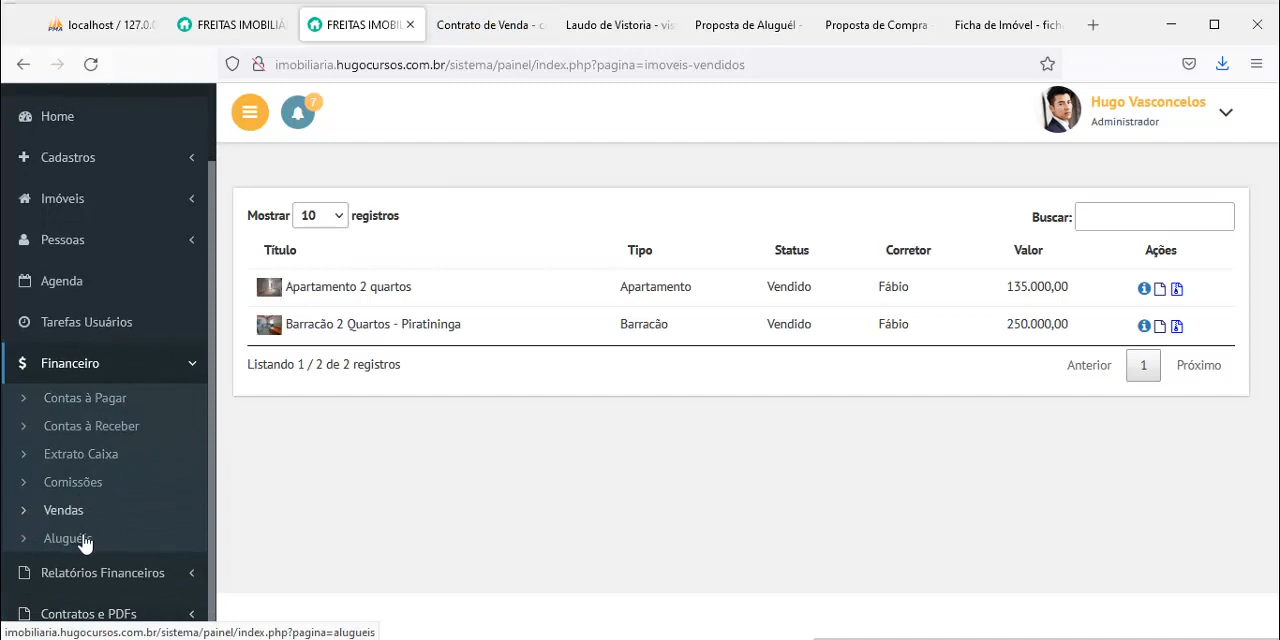 localhost / 127.0.0
FREITAS IMOBILIÁ
FREITAS IMOBIL
Contrato de Venda - c
Laudo de Vistoria - vis
Proposta de Aluguél -
Proposta de Compra -
Ficha de Imóvel - fich
imobiliaria.hugocursos.com.br/sistema/painel/index.php?pagina=imoveis-vendidos
Home
Cadastros
Imóveis
Pessoas
Agenda
Tarefas Usuários
Financeiro
Contas à Pagar
Contas à Receber
Extrato Caixa
Comissões
Vendas
Aluguéis
Relatórios Financeiros
Contratos e PDFs
7
Hugo Vasconcelos
Administrador
Mostrar 10 registros
Buscar:
Título Tipo Status Corretor Valor Ações
Apartamento 2 quartos Apartamento Vendido Fábio 135.000,00
Barracão 2 Quartos - Piratininga Barracão Vendido Fábio 250.000,00
Listando 1 / 2 de 2 registros
Anterior 1 Próximo
imobiliaria.hugocursos.com.br/sistema/painel/index.php?pagina=alugueis